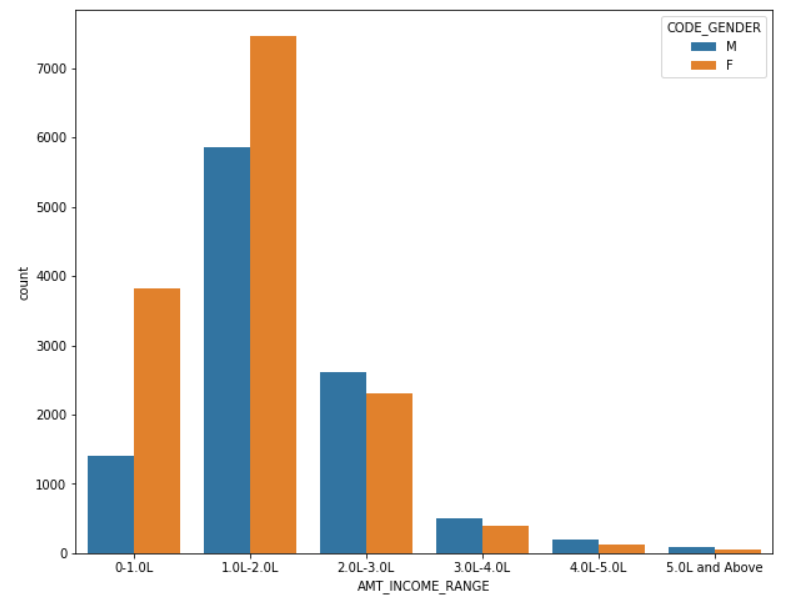 CODE_GENDER
M
F
7000
6000
5000
4000
3000
2000
1000
0
count
0-1.0L 1.0L-2.0L 2.0L-3.0L 3.0L-4.0L 4.0L-5.0L 5.0L and Above
AMT_INCOME_RANGE